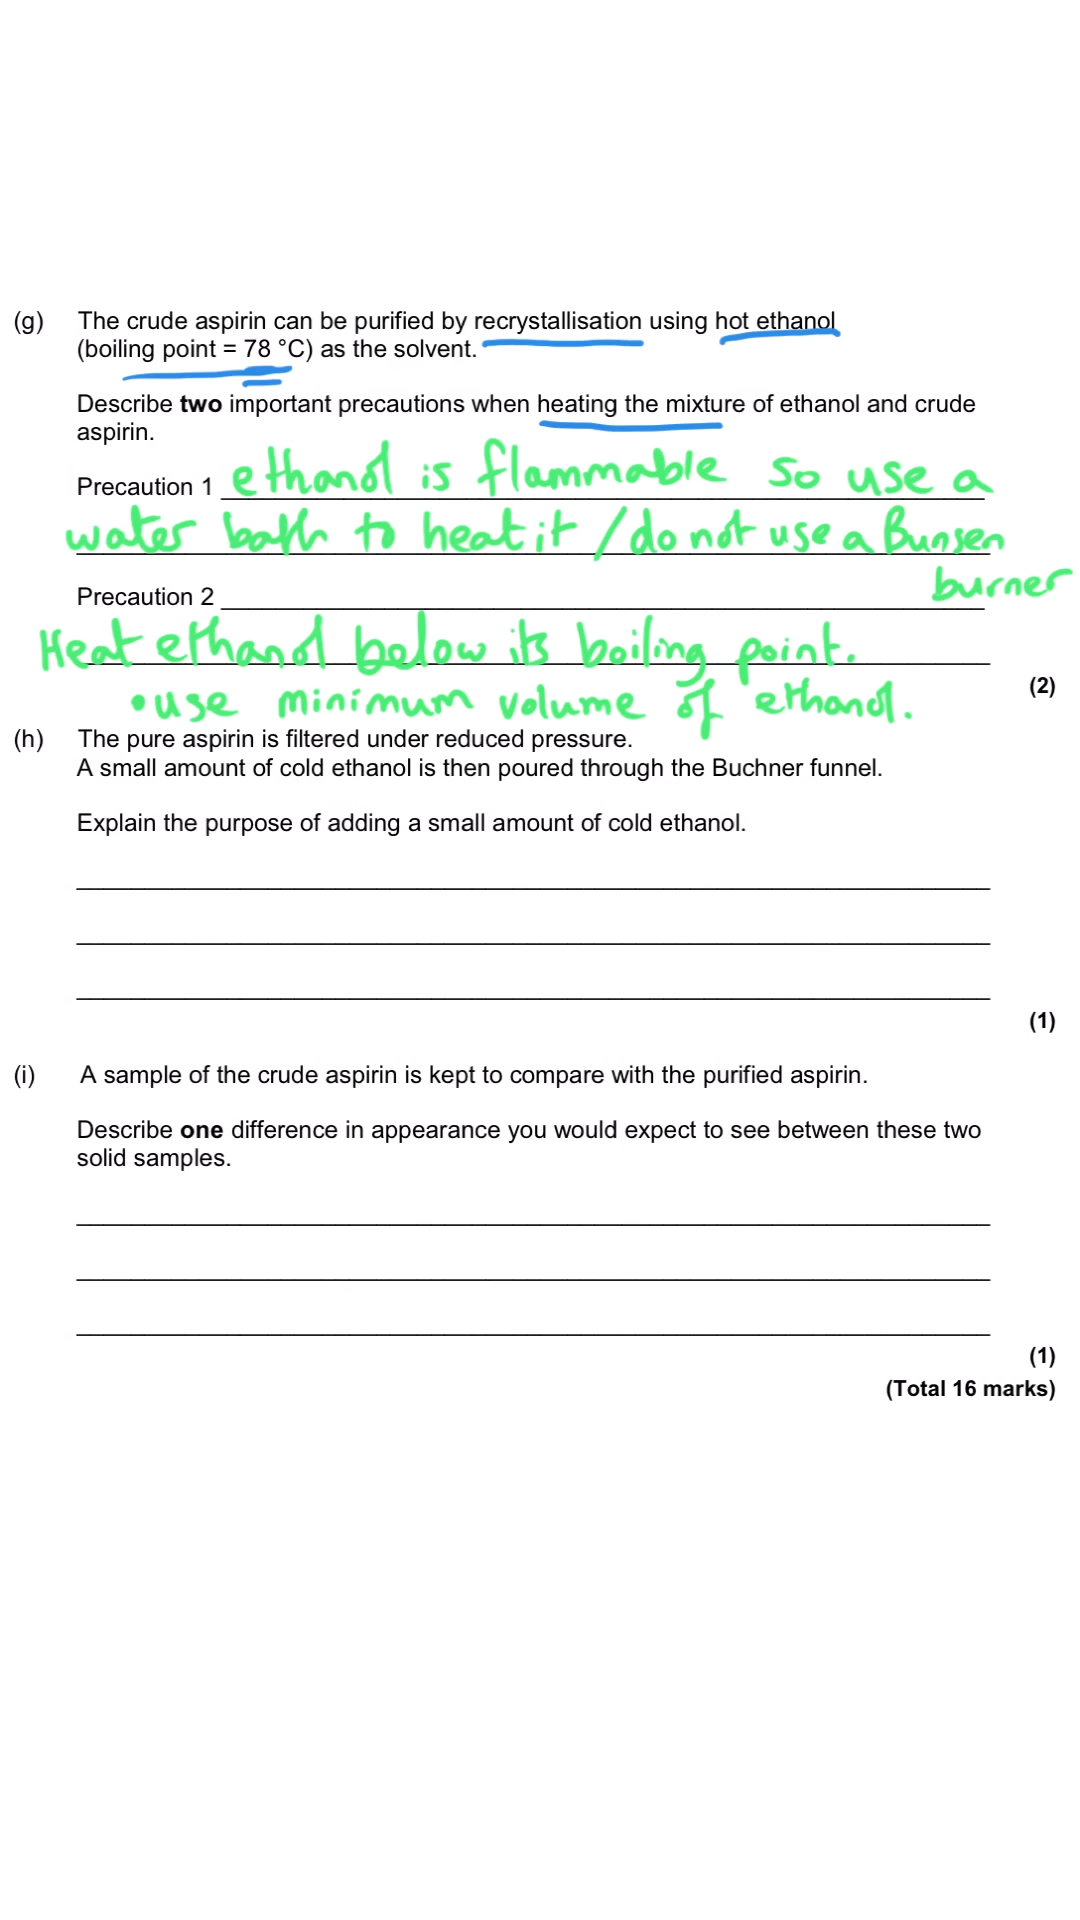 (g) The crude aspirin can be purified by recrystallisation using hot ethanol
(boiling point = 78 °C) as the solvent.
Describe two important precautions when heating the mixture of ethanol and crude
aspirin.
Precaution 1 ethanol is flammable so use a
water bath to heat it / do not use a Bunsen
burner
Precaution 2
Heat ethanol below its boiling point.
• use minimum volume of ethanol.
(2)
(h) The pure aspirin is filtered under reduced pressure.
A small amount of cold ethanol is then poured through the Buchner funnel.
Explain the purpose of adding a small amount of cold ethanol.
(1)
(i) A sample of the crude aspirin is kept to compare with the purified aspirin.
Describe one difference in appearance you would expect to see between these two
solid samples.
(1)
(Total 16 marks)